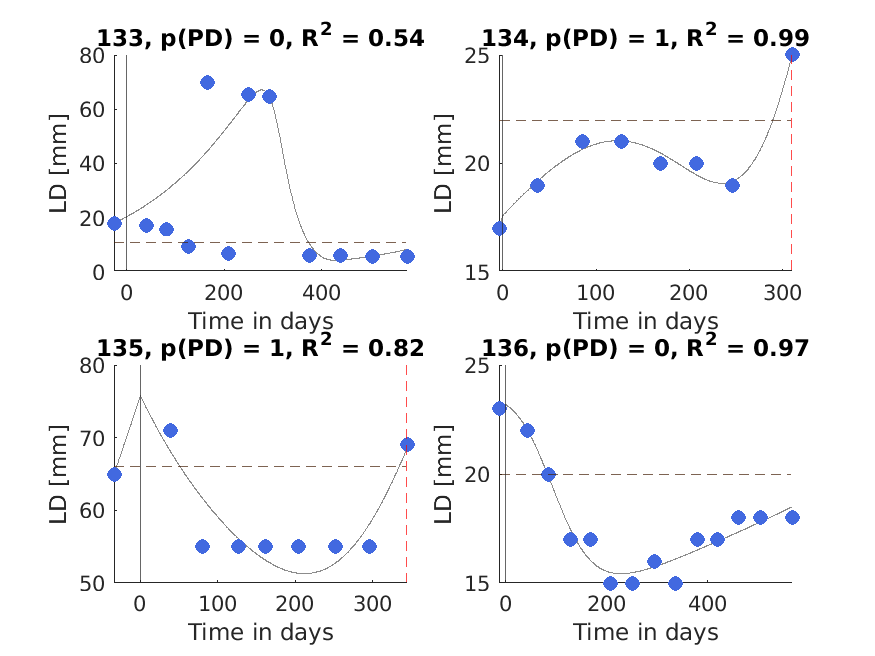 133, p(PD) = 0, R² = 0.54
LD [mm]
80
60
40
20
0
0 200 400
Time in days
134, p(PD) = 1, R² = 0.99
LD [mm]
25
20
15
0 100 200 300
Time in days
135, p(PD) = 1, R² = 0.82
LD [mm]
80
70
60
50
0 100 200 300
Time in days
136, p(PD) = 0, R² = 0.97
LD [mm]
25
20
15
0 200 400
Time in days